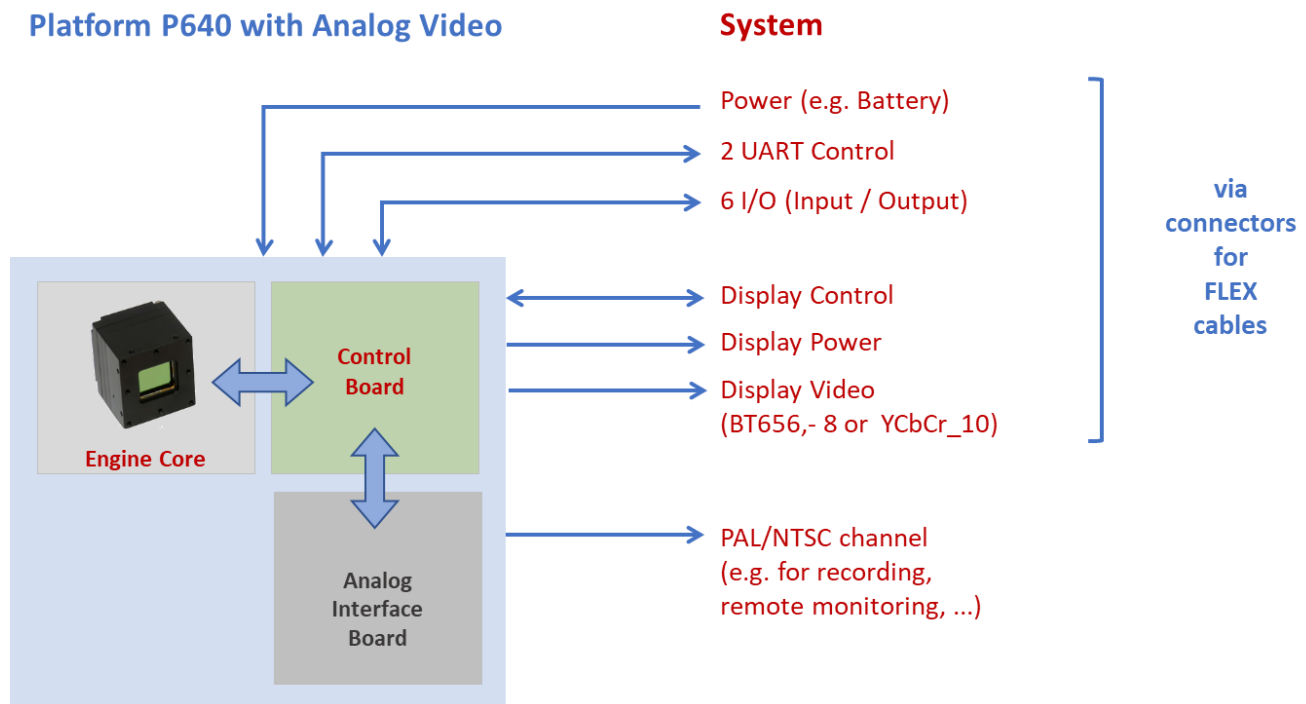 Platform P640 with Analog Video
System
Power (e.g. Battery)
2 UART Control
6 I/O (Input / Output)
via
connectors
for
FLEX
cables
Display Control
Display Power
Display Video
(BT656,- 8 or YCbCr_10)
Control
Board
Engine Core
PAL/NTSC channel
(e.g. for recording,
remote monitoring, ...)
Analog
Interface
Board